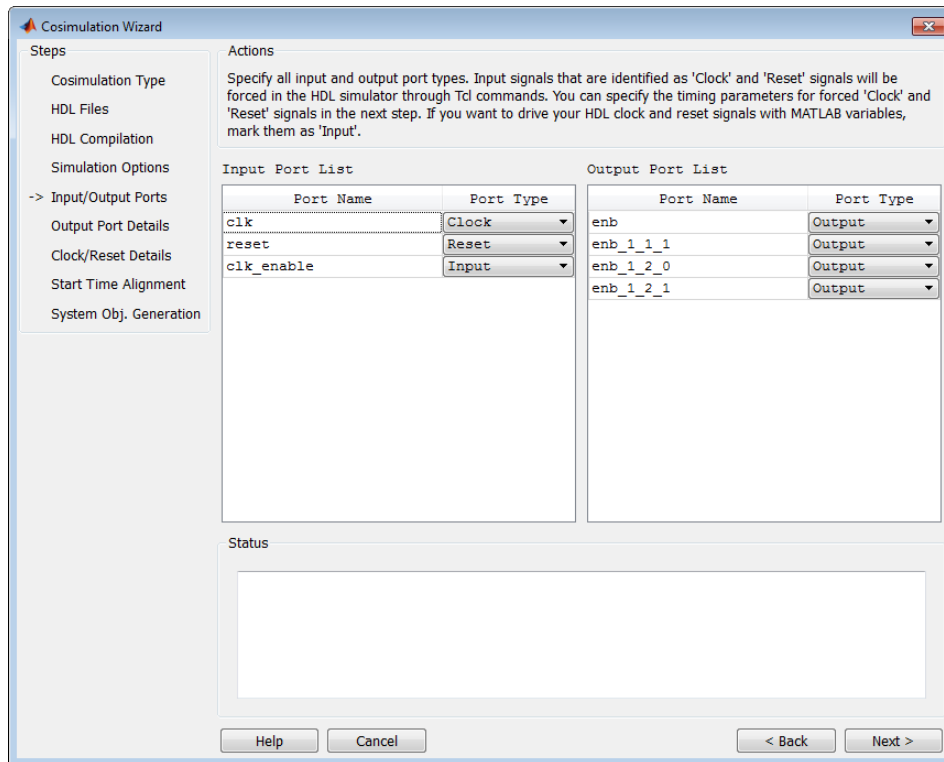 Cosimulation Wizard
Steps
Cosimulation Type
HDL Files
HDL Compilation
Simulation Options
-> Input/Output Ports
Output Port Details
Clock/Reset Details
Start Time Alignment
System Obj. Generation
Actions
Specify all input and output port types. Input signals that are identified as 'Clock' and 'Reset' signals will be
forced in the HDL simulator through Tcl commands. You can specify the timing parameters for forced 'Clock' and
'Reset' signals in the next step. If you want to drive your HDL clock and reset signals with MATLAB variables,
mark them as 'Input'.
Input Port List
Port Name Port Type
clk Clock
reset Reset
clk_enable Input
Output Port List
Port Name Port Type
enb Output
enb_1_1_1 Output
enb_1_2_0 Output
enb_1_2_1 Output
Status
Help Cancel < Back Next >